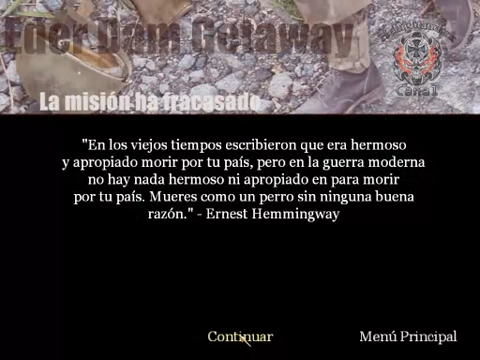 Eder Dam Getaway
Canal
La misión ha fracasado
"En los viejos tiempos escribieron que era hermoso
y apropiado morir por tu país, pero en la guerra moderna
no hay nada hermoso ni apropiado en para morir
por tu país. Mueres como un perro sin ninguna buena
razón." - Ernest Hemmingway
Continuar
Menú Principal